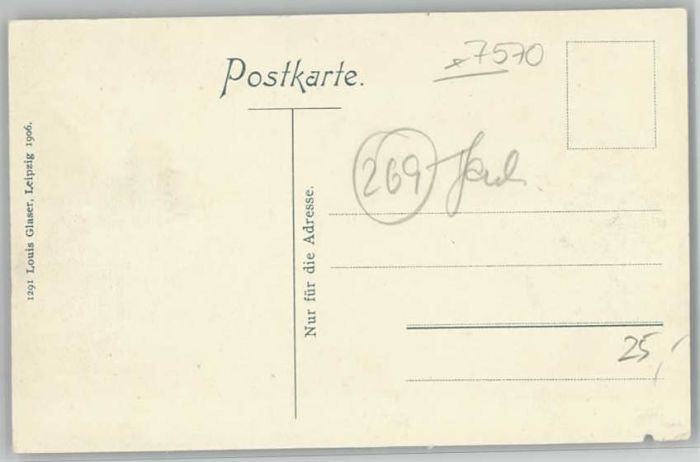 x 7570
Postkarte.
269
1291 Louis Glaser, Leipzig 1906.
Nur für die Adresse.
25,-